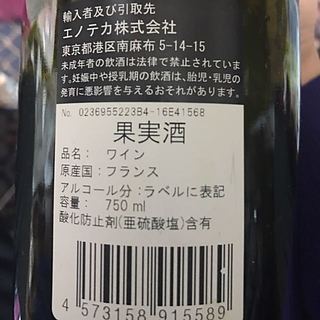 輸入者及び引取先
エノテカ株式会社
東京都港区南麻布 5-14-15
未成年者の飲酒は法律で禁止されています
。妊娠中や授乳期の飲酒は、胎児・乳児の
発育に悪影響を与えるおそれがあります。
No. 0236955223B4-16E41568
果実酒
品名： ワイン
原産国：フランス
アルコール分：ラベルに表記
容量： 750 ml
酸化防止剤(亜硫酸塩)含有
4 573158 915589